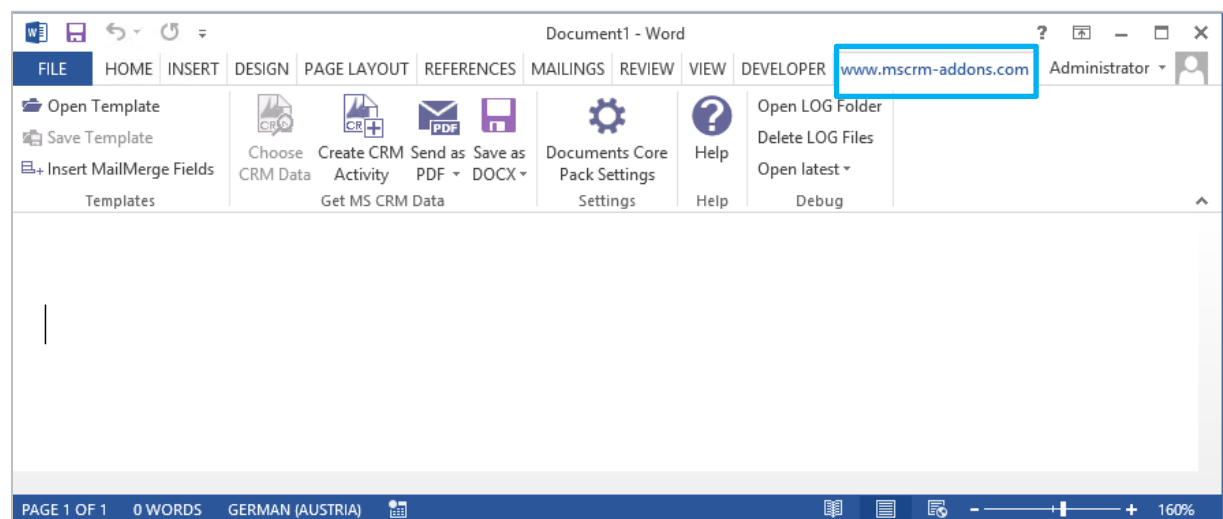 Document1 - Word
FILE HOME INSERT DESIGN PAGE LAYOUT REFERENCES MAILINGS REVIEW VIEW DEVELOPER www.mscrm-addons.com Administrator
Open Template
Save Template
Insert MailMerge Fields
Templates
CR
Choose
CRM Data
CR
Create CRM
Activity
PDF
Send as
PDF
Save as
DOCX
Get MS CRM Data
Documents Core
Pack Settings
Settings
Help
Help
Open LOG Folder
Delete LOG Files
Open latest
Debug
PAGE 1 OF 1 0 WORDS GERMAN (AUSTRIA) 160%